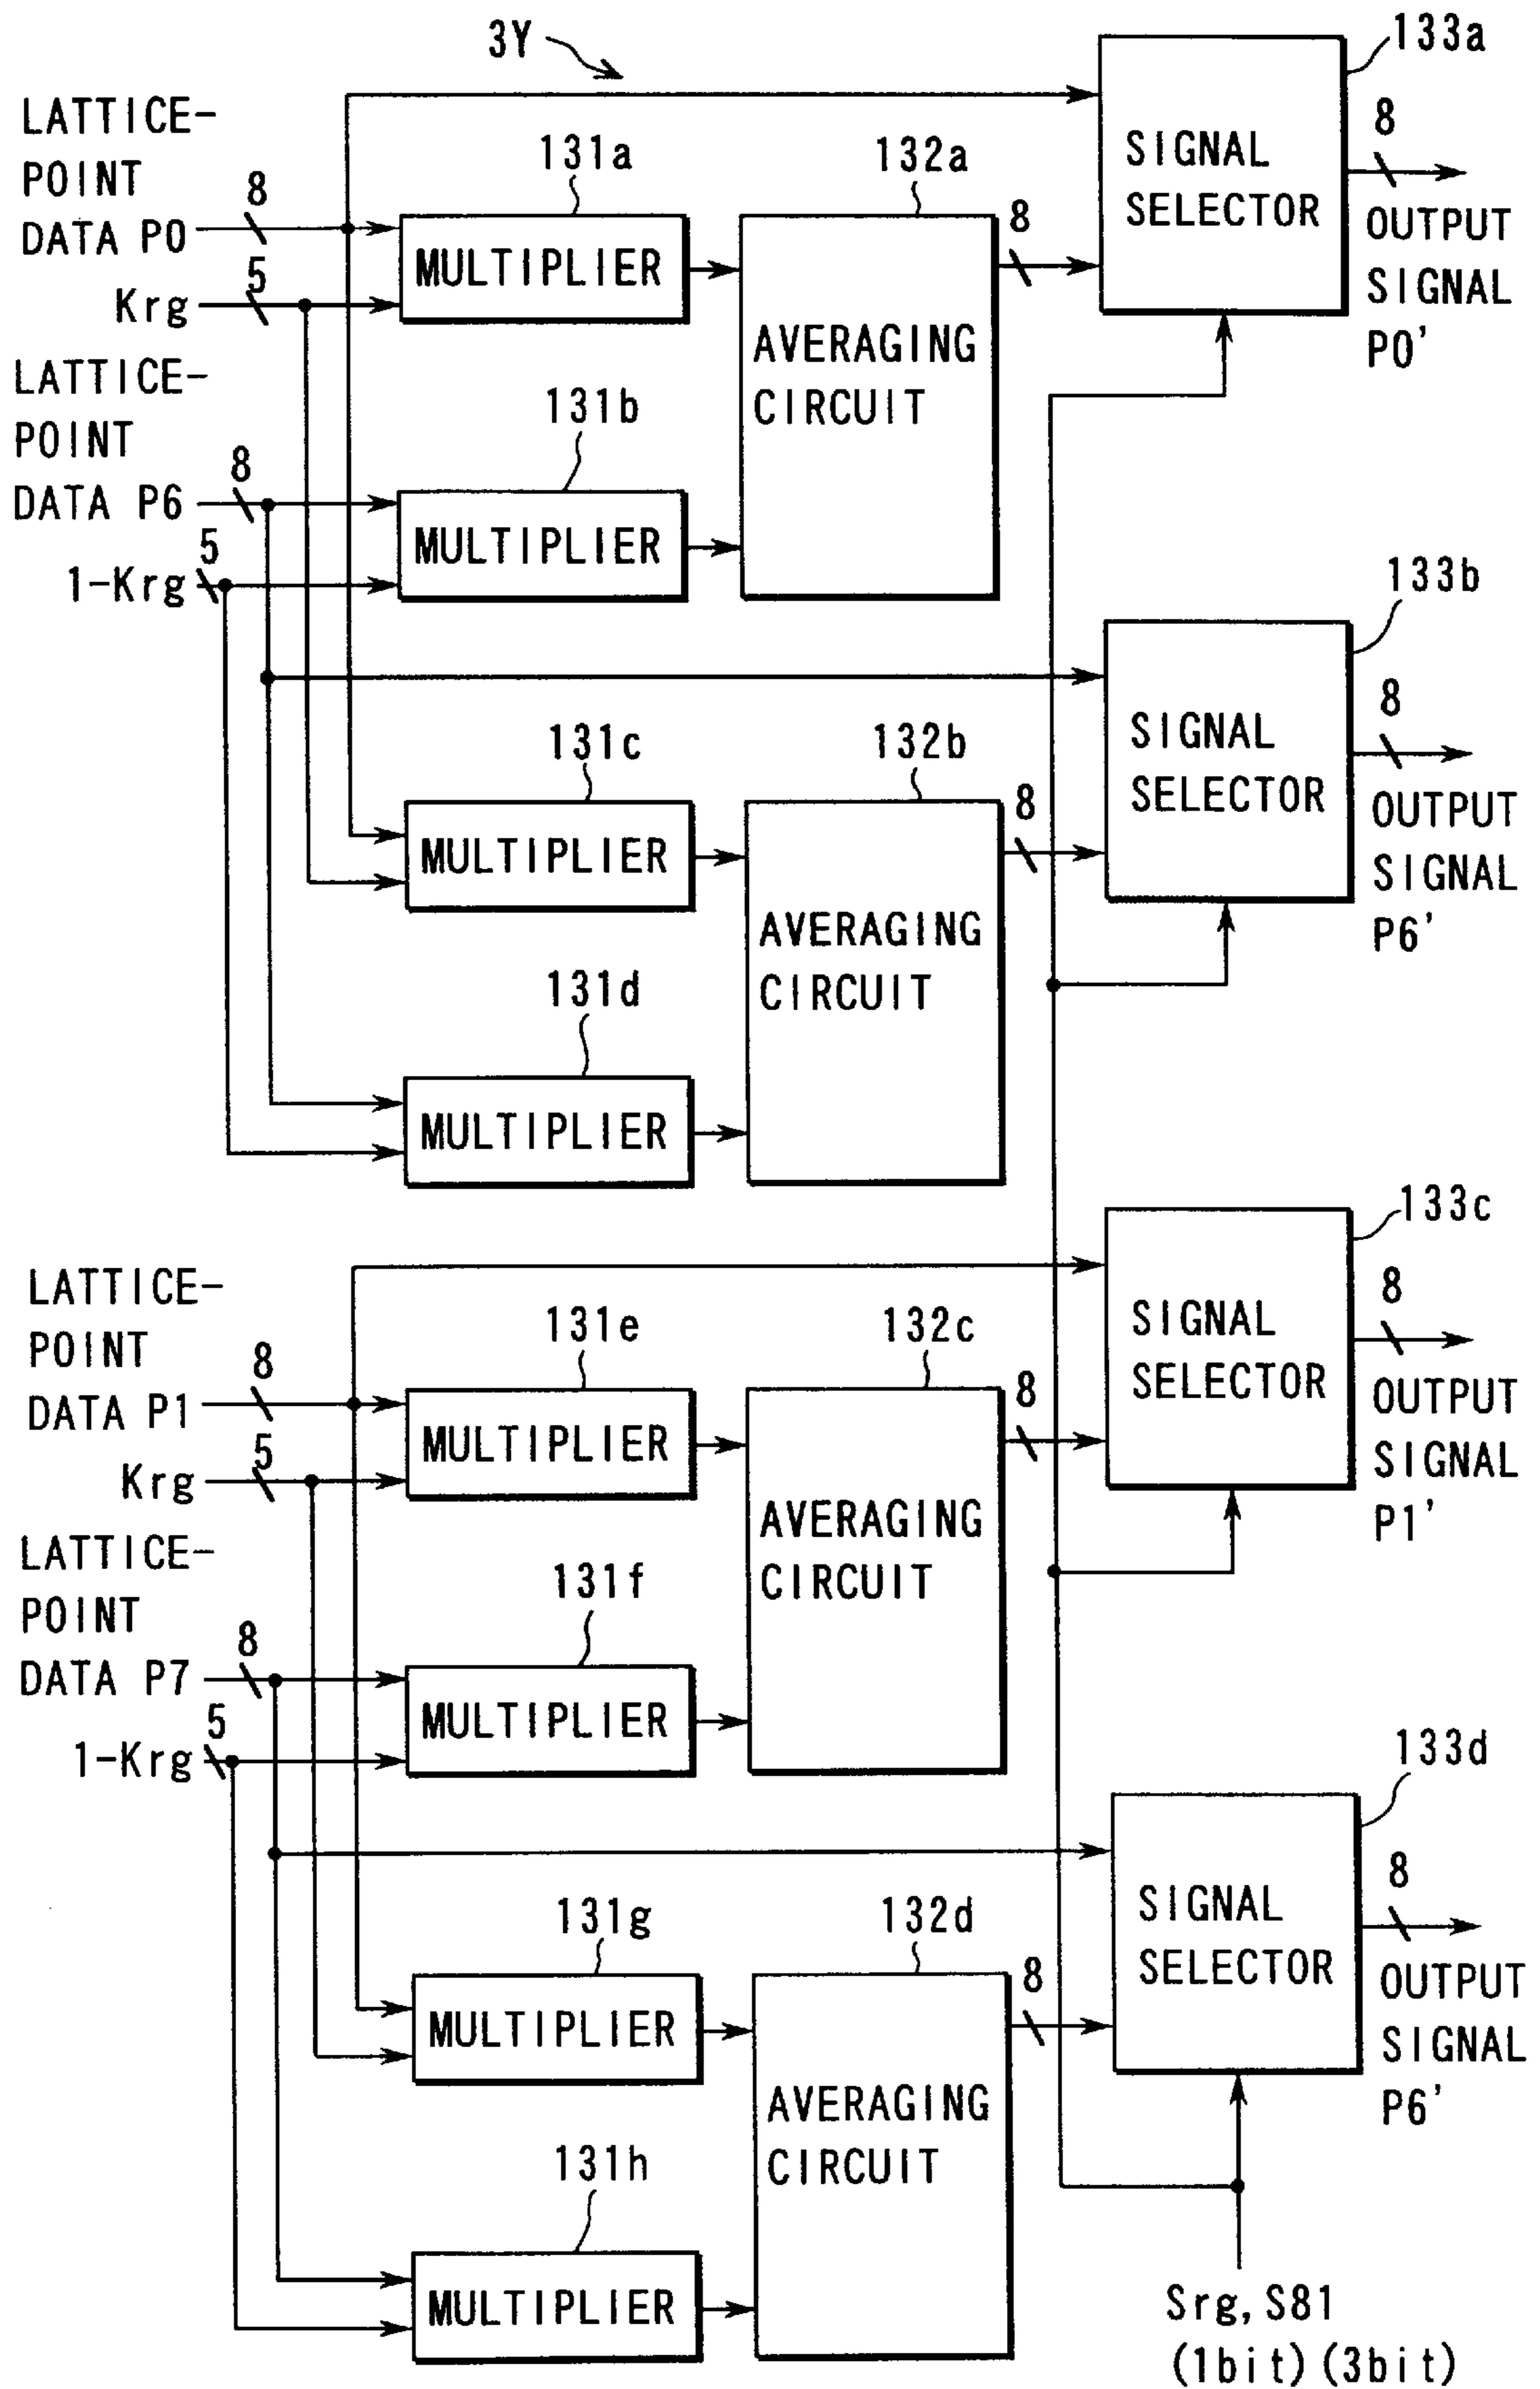 3Y
133a
LATTICE-
POINT
DATA P0
8
Krg
5
131a
MULTIPLIER
132a
AVERAGING
CIRCUIT
8
SIGNAL
SELECTOR
8
OUTPUT
SIGNAL
P0'
LATTICE-
POINT
DATA P6
8
1-Krg
5
131b
MULTIPLIER
133b
SIGNAL
SELECTOR
8
OUTPUT
SIGNAL
P6'
131c
MULTIPLIER
132b
AVERAGING
CIRCUIT
8
131d
MULTIPLIER
133c
SIGNAL
SELECTOR
8
OUTPUT
SIGNAL
P1'
LATTICE-
POINT
DATA P1
8
Krg
5
131e
MULTIPLIER
132c
AVERAGING
CIRCUIT
8
LATTICE-
POINT
DATA P7
8
1-Krg
5
131f
MULTIPLIER
133d
SIGNAL
SELECTOR
8
OUTPUT
SIGNAL
P6'
131g
MULTIPLIER
132d
AVERAGING
CIRCUIT
8
131h
MULTIPLIER
Srg, S81
(1bit) (3bit)